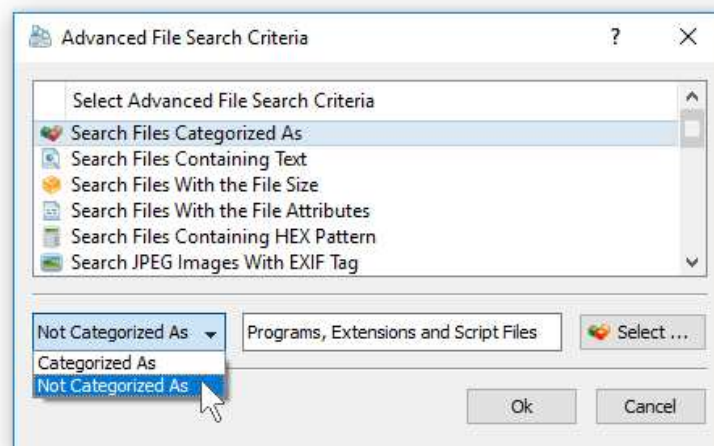 Advanced File Search Criteria
?
Select Advanced File Search Criteria
Search Files Categorized As
Search Files Containing Text
Search Files With the File Size
Search Files With the File Attributes
Search Files Containing HEX Pattern
Search JPEG Images With EXIF Tag
Not Categorized As Programs, Extensions and Script Files Select ...
Categorized As
Not Categorized As
Ok Cancel